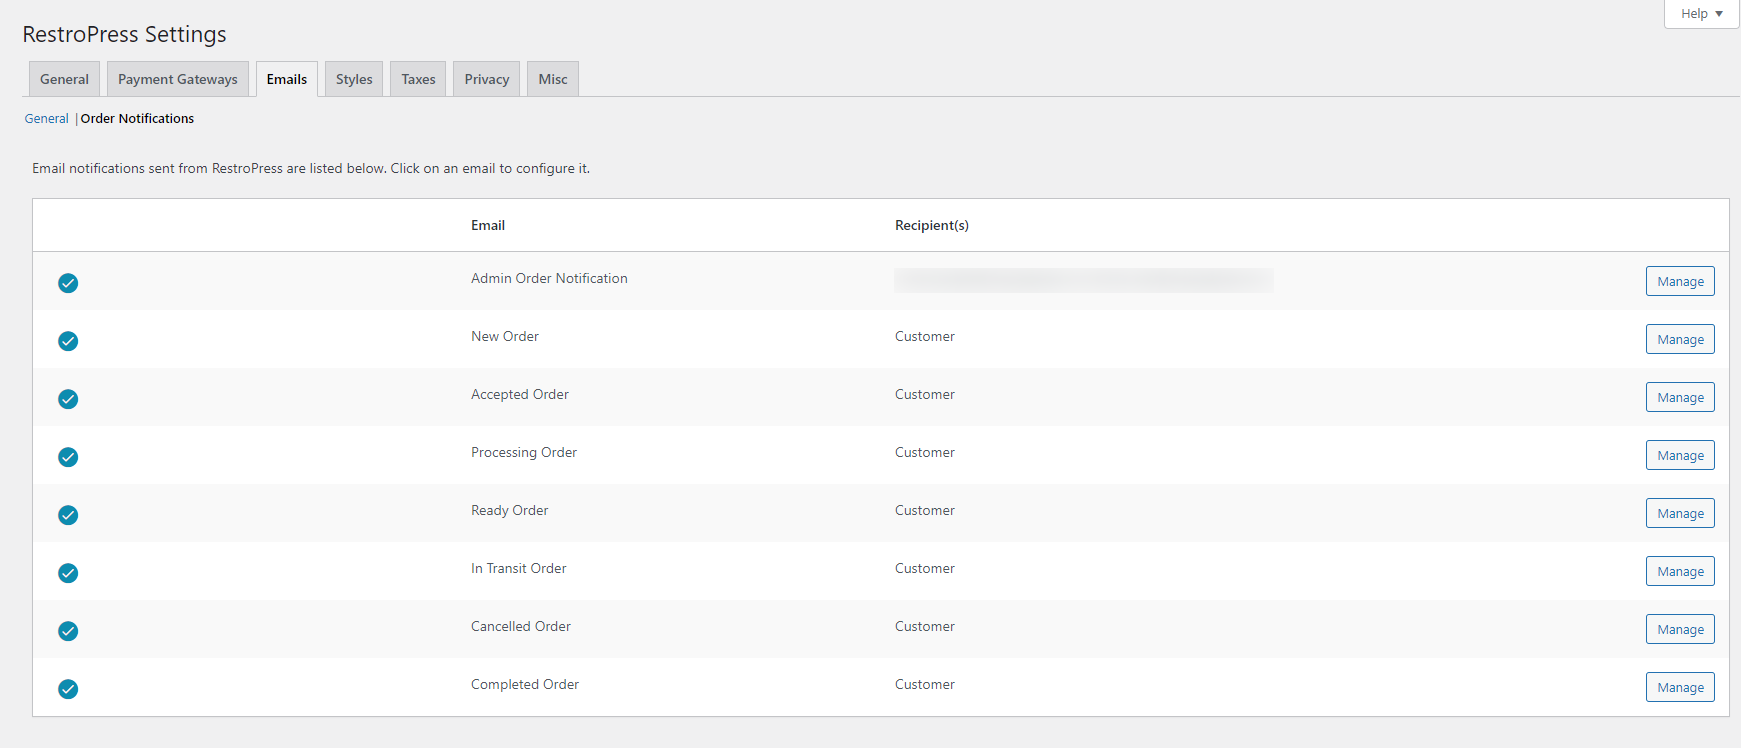 Help
RestroPress Settings
General Payment Gateways Emails Styles Taxes Privacy Misc
General | Order Notifications
Email notifications sent from RestroPress are listed below. Click on an email to configure it.
Email Recipient(s)
Admin Order Notification Manage
New Order Customer Manage
Accepted Order Customer Manage
Processing Order Customer Manage
Ready Order Customer Manage
In Transit Order Customer Manage
Cancelled Order Customer Manage
Completed Order Customer Manage